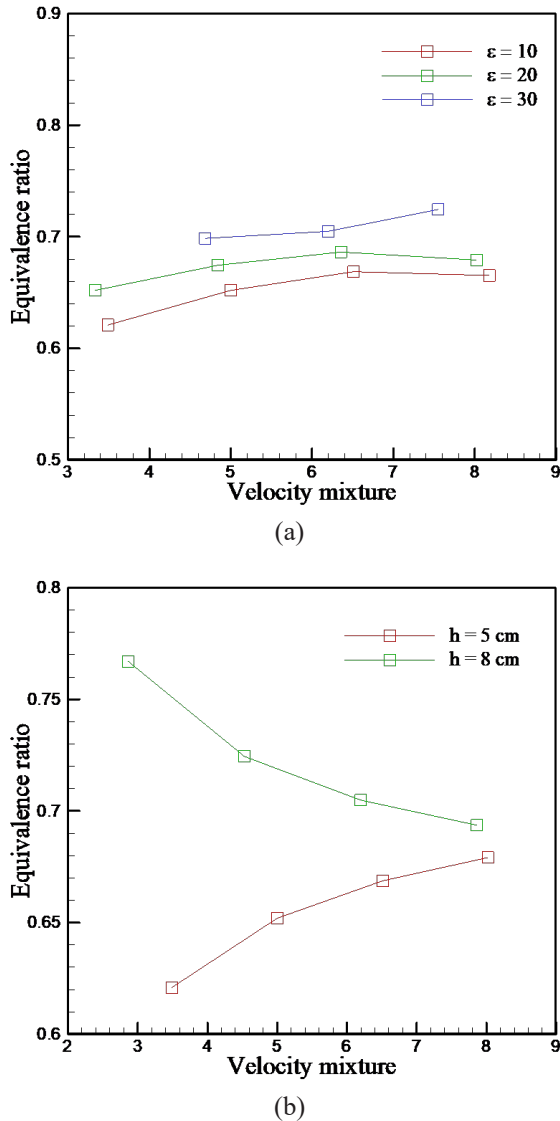 0.9
0.8
0.7
0.6
0.5
Equivalence ratio
ε = 10
ε = 20
ε = 30
3 4 5 6 7 8 9
Velocity mixture
(a)
0.8
0.75
0.7
0.65
0.6
Equivalence ratio
h = 5 cm
h = 8 cm
2 3 4 5 6 7 8 9
Velocity mixture
(b)